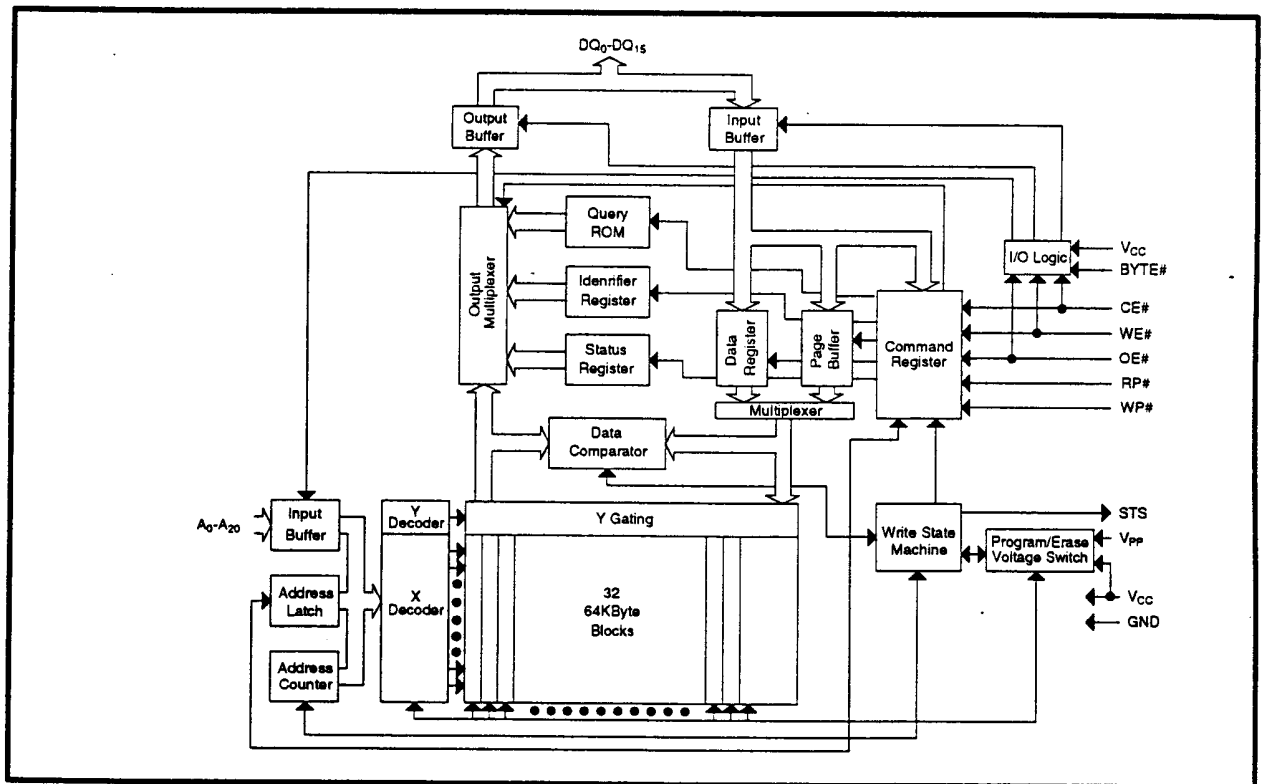 DQ0-DQ15
Output
Buffer
Input
Buffer
Query
ROM
Output
Multiplexer
Idenrifier
Register
Status
Register
Data
Register
Page
Buffer
Command
Register
I/O Logic
VCC
BYTE#
CE#
WE#
OE#
RP#
WP#
Multiplexer
Data
Comparator
A0-A20
Input
Buffer
Y
Decoder
Y Gating
Write State
Machine
Program/Erase
Voltage Switch
STS
VPP
VCC
GND
Address
Latch
X
Decoder
32
64KByte
Blocks
Address
Counter